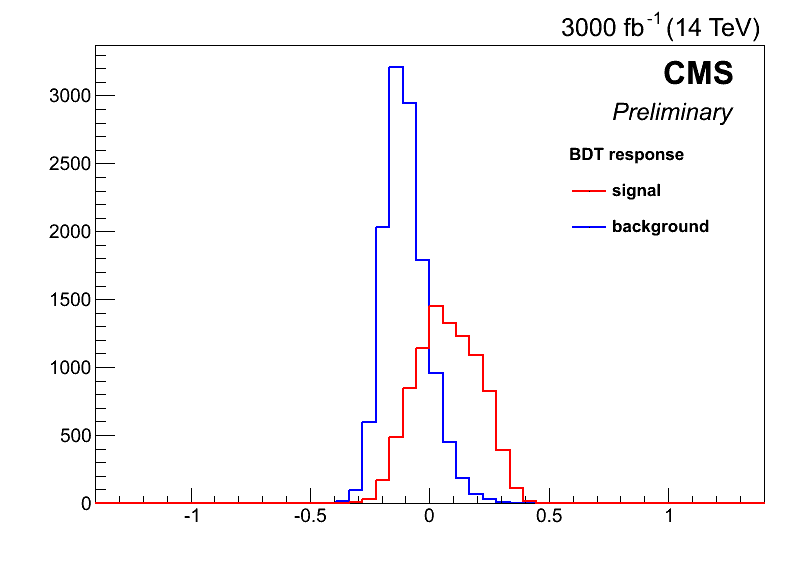 3000 fb-1 (14 TeV)
CMS
Preliminary
BDT response
signal
background
3000
2500
2000
1500
1000
500
0
-1 -0.5 0 0.5 1